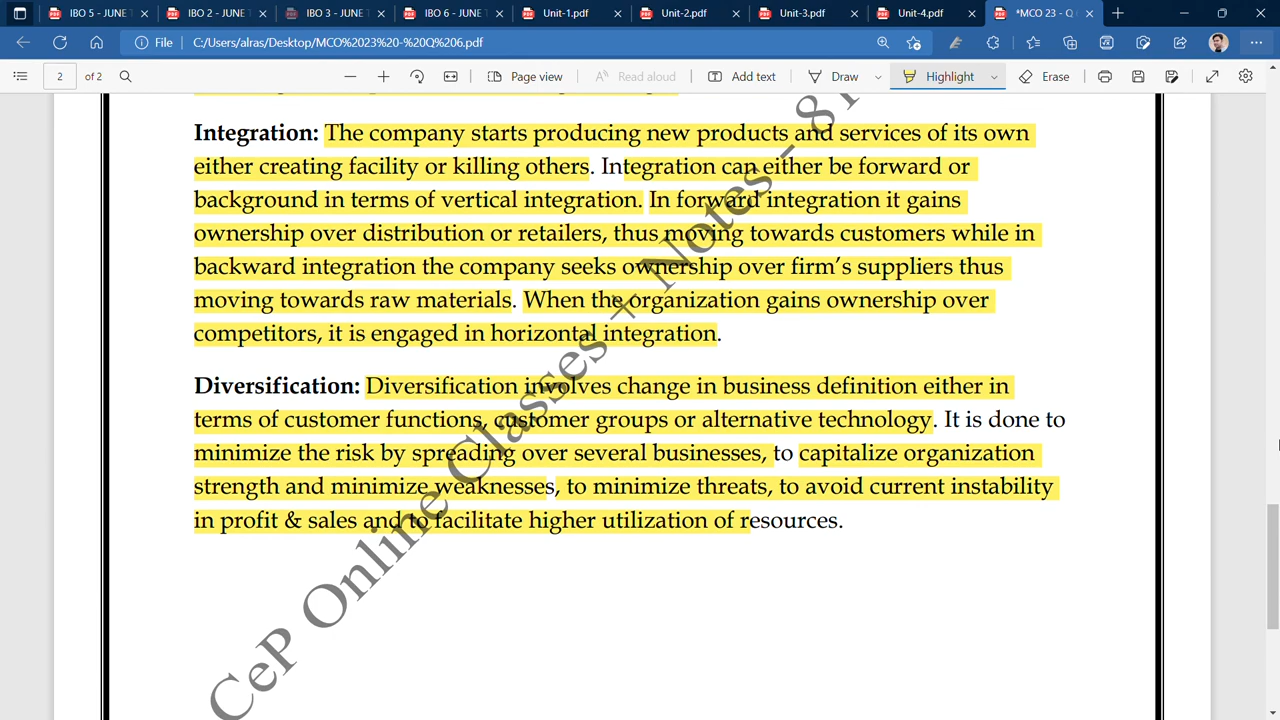 IBO 5 - JUNE
IBO 2 - JUNE
IBO 3 - JUNE
IBO 6 - JUNE
Unit-1.pdf
Unit-2.pdf
Unit-3.pdf
Unit-4.pdf
*MCO 23 - Q
File
C:/Users/alras/Desktop/MCO%2023%20-%20Q%206.pdf
2
of 2
Page view
Read aloud
Add text
Draw
Highlight
Erase
Integration: The company starts producing new products and services of its own
either creating facility or killing others. Integration can either be forward or
background in terms of vertical integration. In forward integration it gains
ownership over distribution or retailers, thus moving towards customers while in
backward integration the company seeks ownership over firm's suppliers thus
moving towards raw materials. When the organization gains ownership over
competitors, it is engaged in horizontal integration.
Diversification: Diversification involves change in business definition either in
terms of customer functions, customer groups or alternative technology. It is done to
minimize the risk by spreading over several businesses, to capitalize organization
strength and minimize weaknesses, to minimize threats, to avoid current instability
in profit & sales and to facilitate higher utilization of resources.
CeP Online Classes + Notes - 81